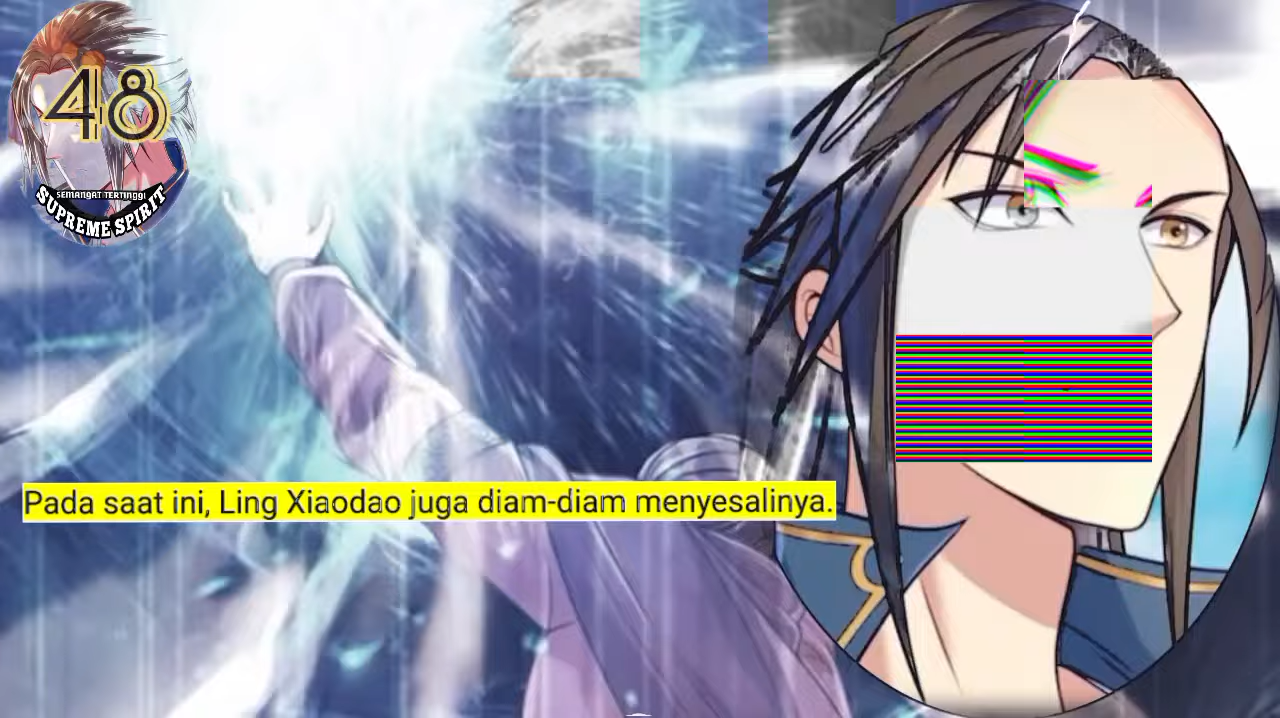 48
SEMANGAT TERTINGGI
SUPREME SPIRIT
Pada saat ini, Ling Xiaodao juga diam-diam menyesalinya.